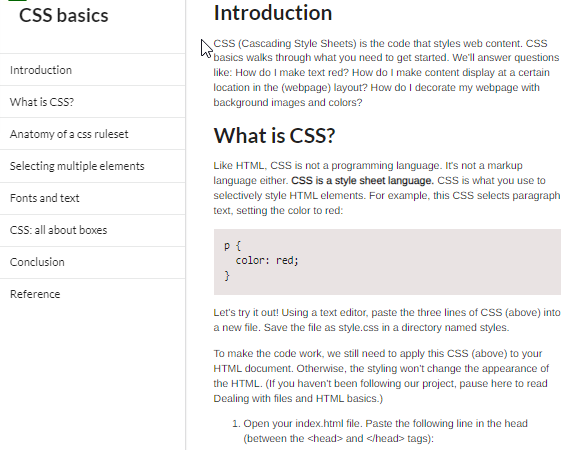 CSS basics
Introduction
What is CSS?
Anatomy of a css ruleset
Selecting multiple elements
Fonts and text
CSS: all about boxes
Conclusion
Reference
Introduction
CSS (Cascading Style Sheets) is the code that styles web content. CSS
basics walks through what you need to get started. We'll answer questions
like: How do I make text red? How do I make content display at a certain
location in the (webpage) layout? How do I decorate my webpage with
background images and colors?
What is CSS?
Like HTML, CSS is not a programming language. It's not a markup
language either. CSS is a style sheet language. CSS is what you use to
selectively style HTML elements. For example, this CSS selects paragraph
text, setting the color to red:
p {
  color: red;
}
Let's try it out! Using a text editor, paste the three lines of CSS (above) into
a new file. Save the file as style.css in a directory named styles.
To make the code work, we still need to apply this CSS (above) to your
HTML document. Otherwise, the styling won't change the appearance of
the HTML. (If you haven't been following our project, pause here to read
Dealing with files and HTML basics.)
1. Open your index.html file. Paste the following line in the head
(between the <head> and </head> tags):